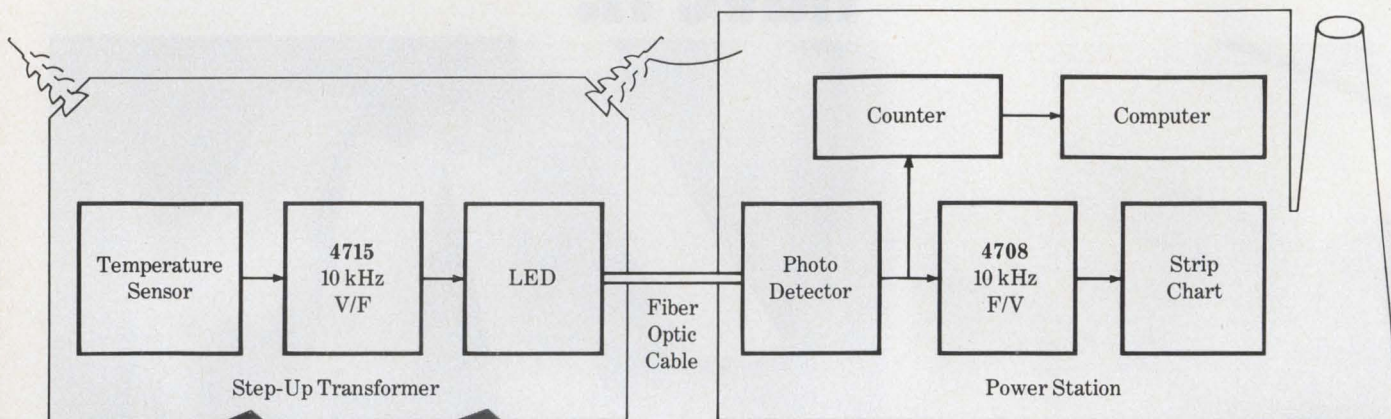 Counter
Computer
Temperature
Sensor
4715
10 kHz
V/F
LED
Fiber
Optic
Cable
Photo
Detector
4708
10 kHz
F/V
Strip
Chart
Step-Up Transformer
Power Station